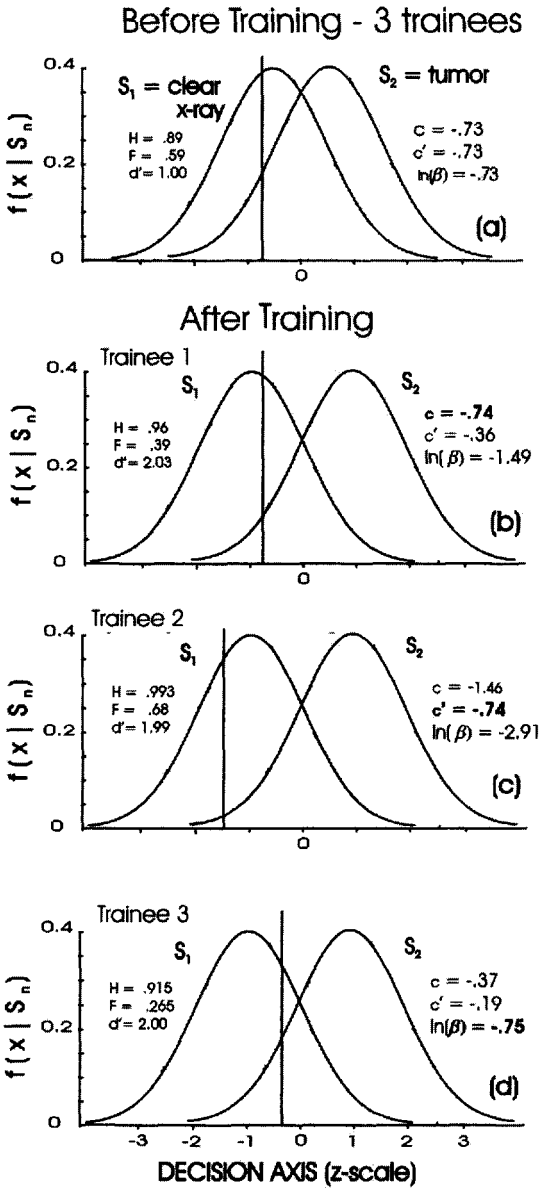 Before Training - 3 trainees
S1 = clear x-ray
S2 = tumor
H = .89
F = .59
d'= 1.00
c = -.73
c' = -.73
ln(β) = -.73
(a)
f(x | Sn)
0.4
0.2
0
0
After Training
Trainee 1
S1
S2
H = .96
F = .39
d'= 2.03
c = -.74
c' = -.36
ln(β) = -1.49
(b)
f(x | Sn)
0.4
0.2
0
0
Trainee 2
S1
S2
H = .993
F = .68
d'= 1.99
c = -1.46
c' = -.74
ln(β) = -2.91
(c)
f(x | Sn)
0.4
0.2
0
0
Trainee 3
S1
S2
H = .915
F = .265
d'= 2.00
c = -.37
c' = -.19
ln(β) = -.75
(d)
f(x | Sn)
0.4
0.2
0
-3 -2 -1 0 1 2 3
DECISION AXIS (z-scale)